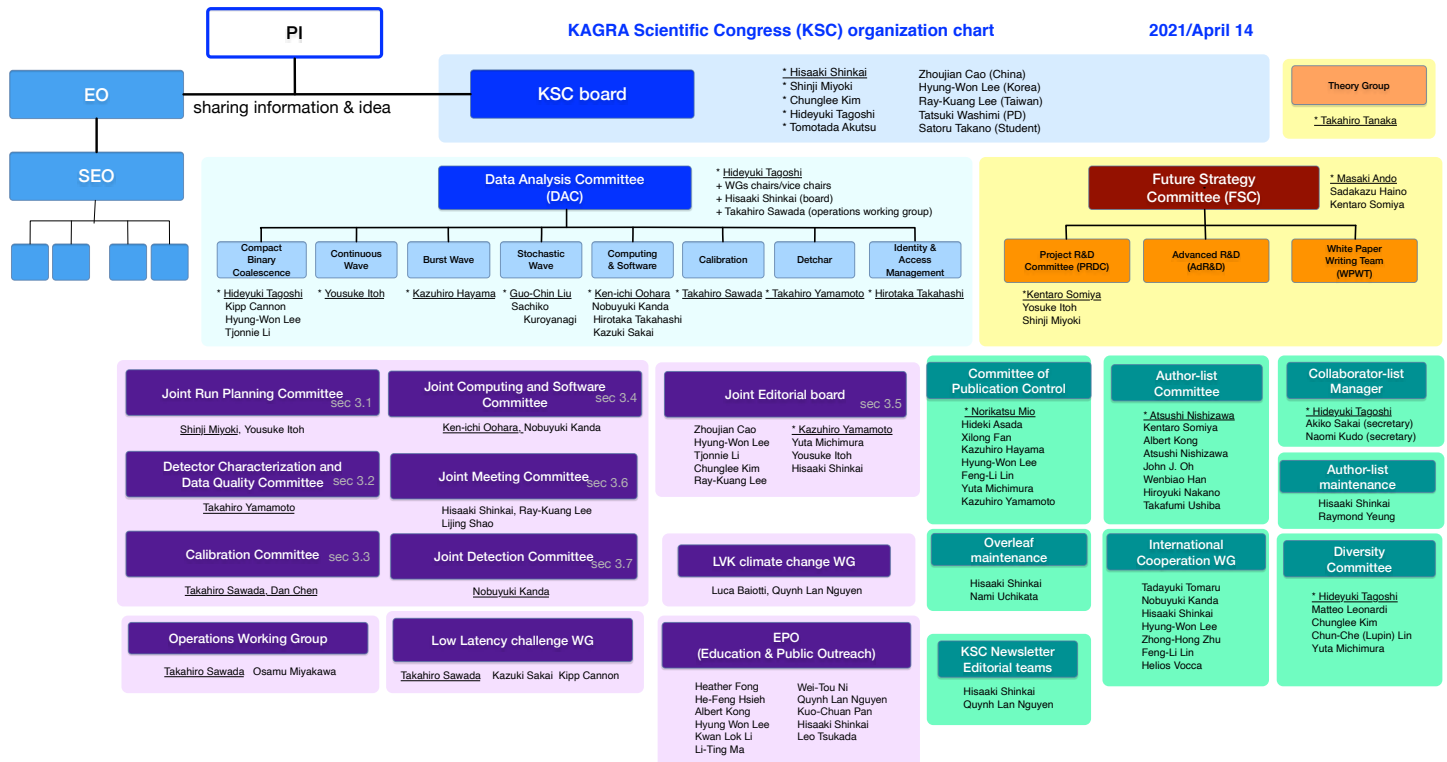 PI
KAGRA Scientific Congress (KSC) organization chart
2021/April 14
EO
sharing information & idea
KSC board
* Hisaaki Shinkai
* Shinji Miyoki
* Chunglee Kim
* Hideyuki Tagoshi
* Tomotada Akutsu
Zhoujian Cao (China)
Hyung-Won Lee (Korea)
Ray-Kuang Lee (Taiwan)
Tatsuki Washimi (PD)
Satoru Takano (Student)
Theory Group
* Takahiro Tanaka
SEO
Data Analysis Committee
(DAC)
* Hideyuki Tagoshi
+ WGs chairs/vice chairs
+ Hisaaki Shinkai (board)
+ Takahiro Sawada (operations working group)
Future Strategy
Committee (FSC)
* Masaki Ando
Sadakazu Haino
Kentaro Somiya
Compact
Binary
Coalescence
* Hideyuki Tagoshi
Kipp Cannon
Hyung-Won Lee
Tjonnie Li
Continuous
Wave
* Yousuke Itoh
Burst Wave
* Kazuhiro Hayama
Stochastic
Wave
* Guo-Chin Liu
Sachiko
Kuroyanagi
Computing
& Software
* Ken-ichi Oohara
Nobuyuki Kanda
Hirotaka Takahashi
Kazuki Sakai
Calibration
* Takahiro Sawada
Detchar
* Takahiro Yamamoto
Identity &
Access
Management
* Hirotaka Takahashi
Project R&D
Committee (PRDC)
*Kentaro Somiya
Yosuke Itoh
Shinji Miyoki
Advanced R&D
(AdR&D)
White Paper
Writing Team
(WPWT)
Joint Run Planning Committee
sec 3.1
Shinji Miyoki, Yousuke Itoh
Joint Computing and Software
Committee
sec 3.4
Ken-ichi Oohara, Nobuyuki Kanda
Detector Characterization and
Data Quality Committee
sec 3.2
Takahiro Yamamoto
Joint Meeting Committee
sec 3.6
Hisaaki Shinkai, Ray-Kuang Lee
Lijing Shao
Calibration Committee
sec 3.3
Takahiro Sawada, Dan Chen
Joint Detection Committee
sec 3.7
Nobuyuki Kanda
Operations Working Group
Takahiro Sawada Osamu Miyakawa
Low Latency challenge WG
Takahiro Sawada Kazuki Sakai Kipp Cannon
Joint Editorial board
sec 3.5
Zhoujian Cao
Hyung-Won Lee
Tjonnie Li
Chunglee Kim
Ray-Kuang Lee
* Kazuhiro Yamamoto
Yuta Michimura
Yousuke Itoh
Hisaaki Shinkai
LVK climate change WG
Luca Baiotti, Quynh Lan Nguyen
EPO
(Education & Public Outreach)
Heather Fong
He-Feng Hsieh
Albert Kong
Hyung Won Lee
Kwan Lok Li
Li-Ting Ma
Wei-Tou Ni
Quynh Lan Nguyen
Kuo-Chuan Pan
Hisaaki Shinkai
Leo Tsukada
Committee of
Publication Control
* Norikatsu Mio
Hideki Asada
Xilong Fan
Kazuhiro Hayama
Hyung-Won Lee
Feng-Li Lin
Yuta Michimura
Kazuhiro Yamamoto
Overleaf
maintenance
Hisaaki Shinkai
Nami Uchikata
KSC Newsletter
Editorial teams
Hisaaki Shinkai
Quynh Lan Nguyen
Author-list
Committee
* Atsushi Nishizawa
Kentaro Somiya
Albert Kong
Atsushi Nishizawa
John J. Oh
Wenbiao Han
Hiroyuki Nakano
Takafumi Ushiba
International
Cooperation WG
Tadayuki Tomaru
Nobuyuki Kanda
Hisaaki Shinkai
Hyung-Won Lee
Zhong-Hong Zhu
Feng-Li Lin
Helios Vocca
Collaborator-list
Manager
* Hideyuki Tagoshi
Akiko Sakai (secretary)
Naomi Kudo (secretary)
Author-list
maintenance
Hisaaki Shinkai
Raymond Yeung
Diversity
Committee
* Hideyuki Tagoshi
Matteo Leonardi
Chunglee Kim
Chun-Che (Lupin) Lin
Yuta Michimura